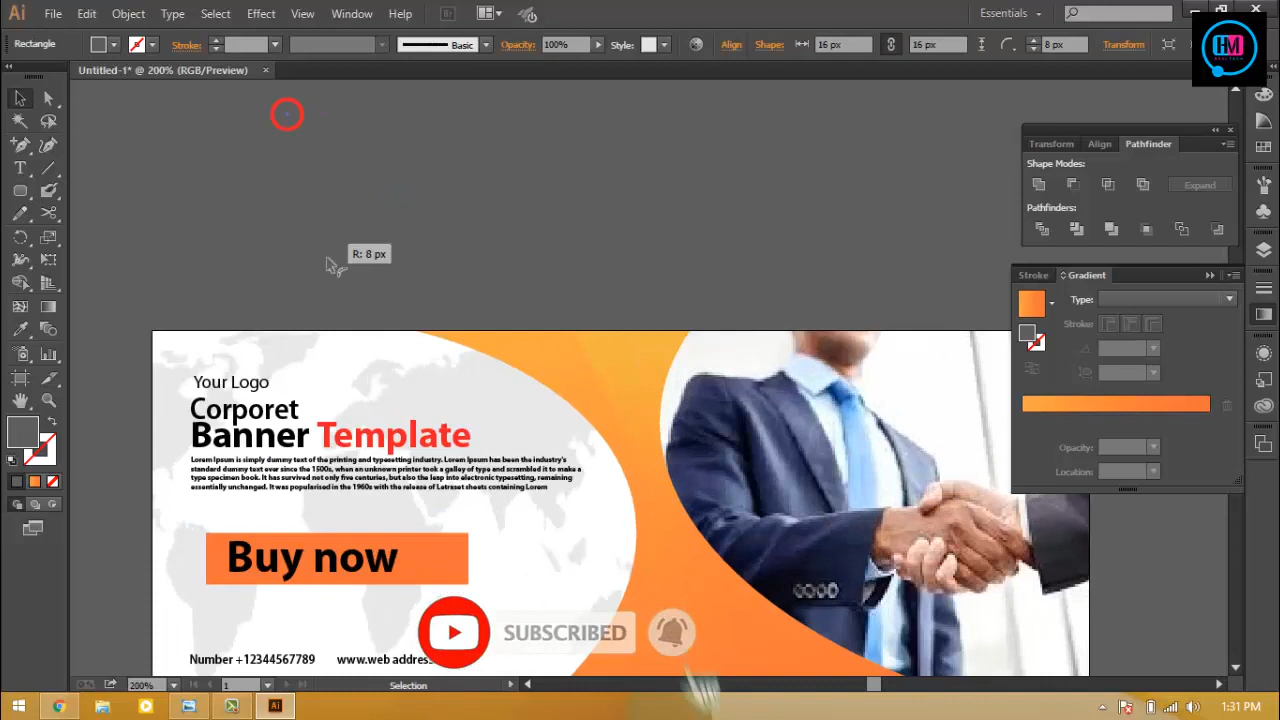 Ai File Edit Object Type Select Effect View Window Help Br Essentials
Rectangle Stroke: Basic Opacity: 100% Style: Align Shape: 16 px 16 px 8 px Transform
HM
Untitled-1* @ 200% (RGB/Preview) ×
Transform Align Pathfinder
Shape Modes:
Expand
Pathfinders:
R: 8 px
Stroke Gradient
Type:
Stroke:
Opacity:
Location:
Your Logo
Corporet
Banner Template
Lorem Ipsum is simply dummy text of the printing and typesetting industry. Lorem Ipsum has been the industry's
standard dummy text ever since the 1500s, when an unknown printer took a galley of type and scrambled it to make a
type specimen book. It has survived not only five centuries, but also the leap into electronic typesetting, remaining
essentially unchanged. It was popularised in the 1960s with the release of Letraset sheets containing Lorem
Buy now
SUBSCRIBED
Number +12344567789 www.web addres
200% 1 Selection
Ai 1:31 PM